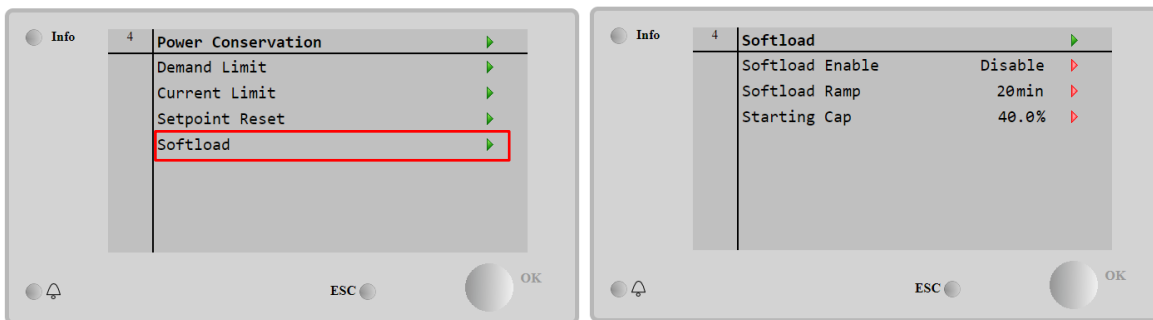 Info
4 Power Conservation
Demand Limit
Current Limit
Setpoint Reset
Softload
ESC
OK
Info
4 Softload
Softload Enable Disable
Softload Ramp 20min
Starting Cap 40.0%
ESC
OK